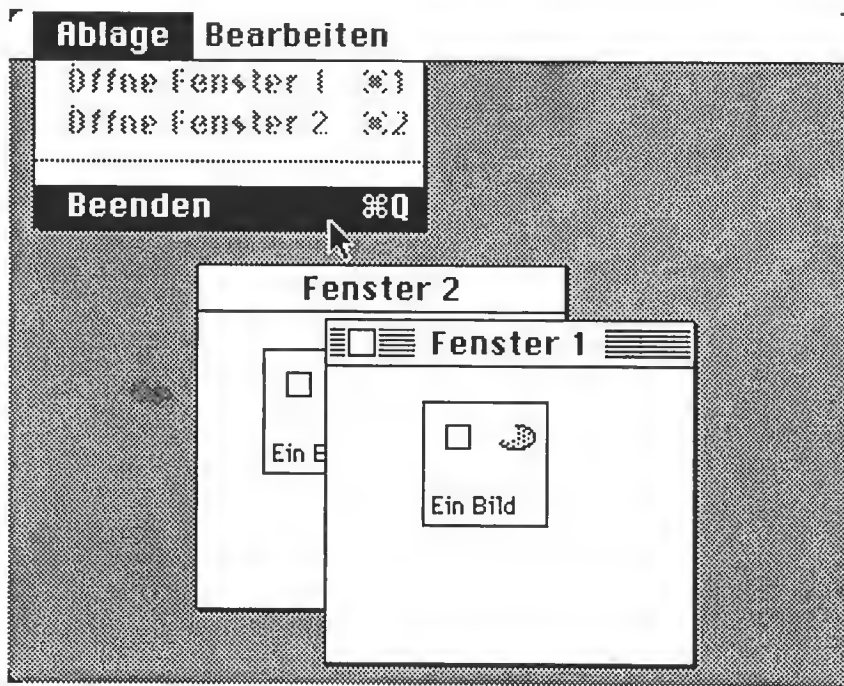 Ablage Bearbeiten
Öffne Fenster 1 ⌘1
Öffne Fenster 2 ⌘2
Beenden ⌘Q
Fenster 2
Fenster 1
Ein B
Ein Bild